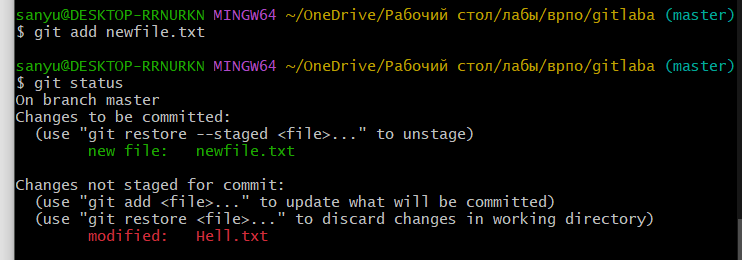 sanyu@DESKTOP-RRNURKN MINGW64 ~/OneDrive/Рабочий стол/лабы/врпо/gitlaba (master)
$ git add newfile.txt

sanyu@DESKTOP-RRNURKN MINGW64 ~/OneDrive/Рабочий стол/лабы/врпо/gitlaba (master)
$ git status
On branch master
Changes to be committed:
  (use "git restore --staged <file>..." to unstage)
        new file:   newfile.txt

Changes not staged for commit:
  (use "git add <file>..." to update what will be committed)
  (use "git restore <file>..." to discard changes in working directory)
        modified:   Hell.txt